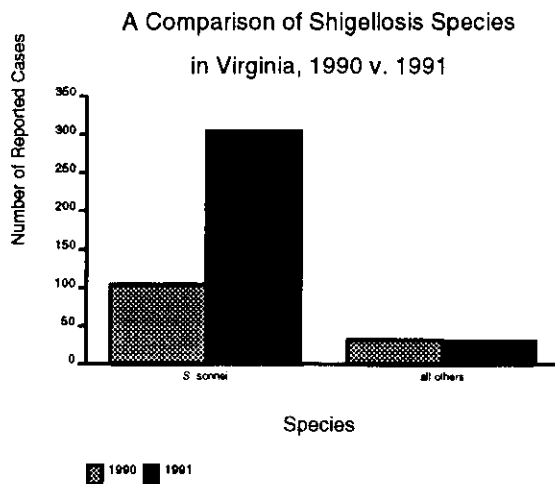 A Comparison of Shigellosis Species
in Virginia, 1990 v. 1991
Number of Reported Cases
350
300
250
200
150
100
50
0
S. sonnei
all others
Species
1990 1991